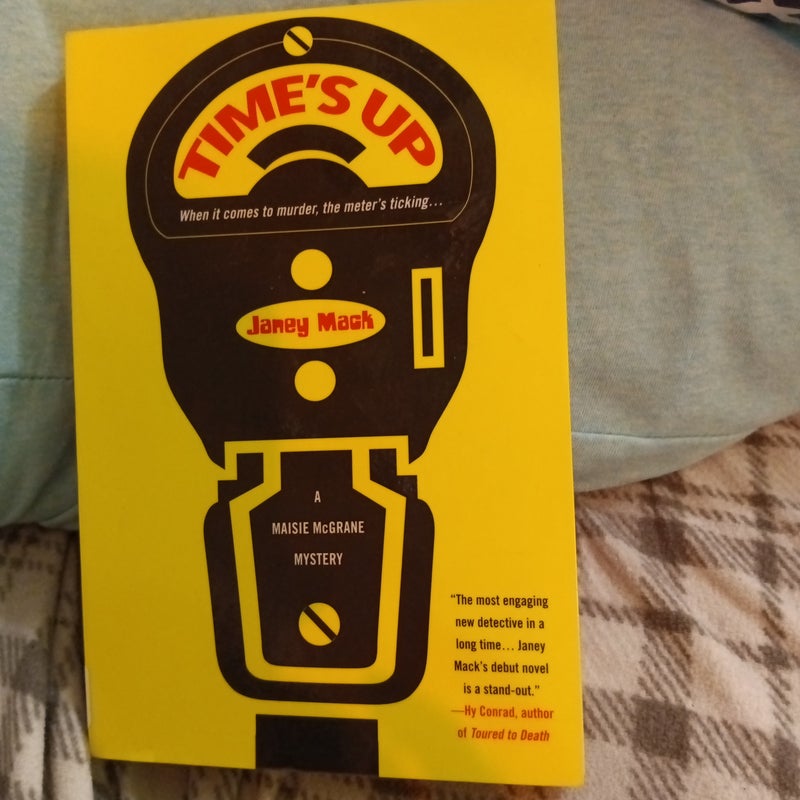 TIME'S UP
When it comes to murder, the meter's ticking...
Janey Mack
A
MAISIE McGRANE
MYSTERY
"The most engaging
new detective in a
long time... Janey
Mack's debut novel
is a stand-out."
—Hy Conrad, author
of Toured to Death